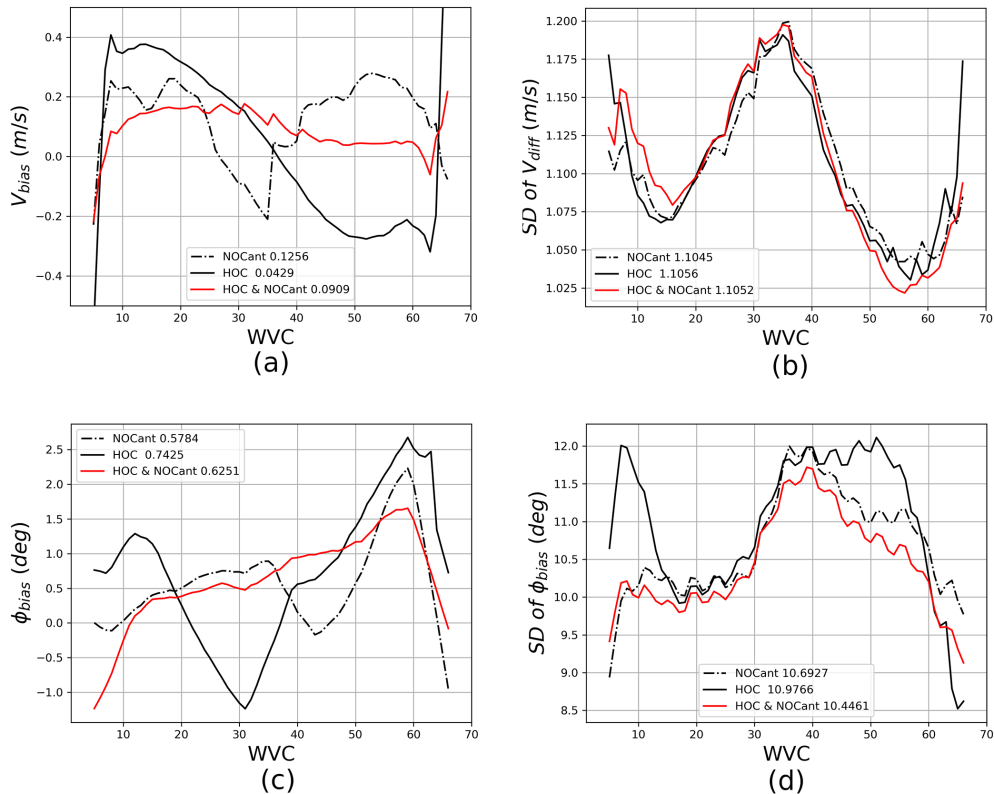 0.4
0.2
0.0
−0.2
−0.4
V_bias (m/s)
NOCant 0.1256
HOC 0.0429
HOC & NOCant 0.0909
10 20 30 40 50 60 70
WVC
(a)
1.200
1.175
1.150
1.125
1.100
1.075
1.050
1.025
SD of V_diff (m/s)
NOCant 1.1045
HOC 1.1056
HOC & NOCant 1.1052
10 20 30 40 50 60 70
WVC
(b)
2.5
2.0
1.5
1.0
0.5
0.0
−0.5
−1.0
ϕ_bias (deg)
NOCant 0.5784
HOC 0.7425
HOC & NOCant 0.6251
10 20 30 40 50 60 70
WVC
(c)
12.0
11.5
11.0
10.5
10.0
9.5
9.0
8.5
SD of ϕ_bias (deg)
NOCant 10.6927
HOC 10.9766
HOC & NOCant 10.4461
10 20 30 40 50 60 70
WVC
(d)